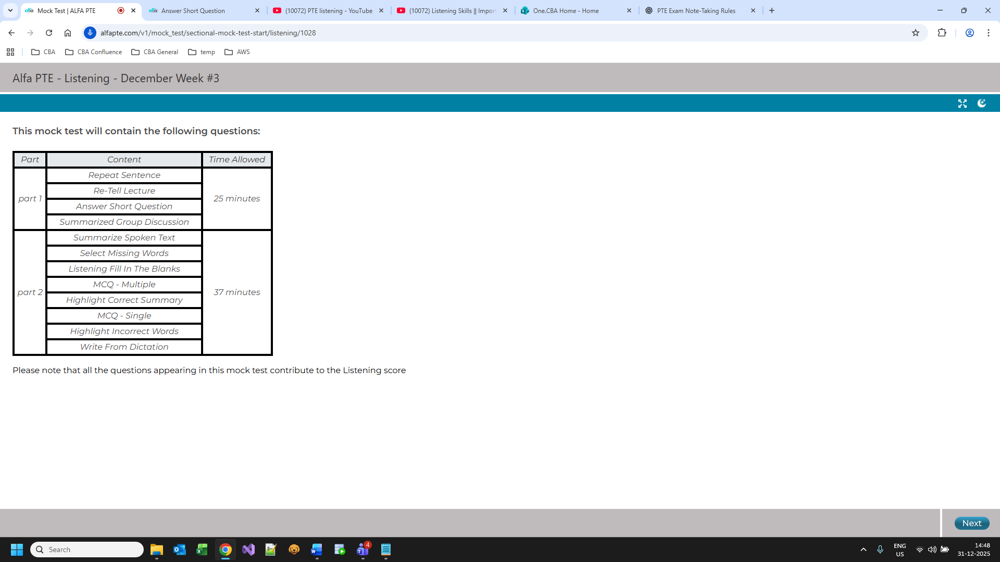 Mock Test | ALFA PTE
Answer Short Question
(10072) PTE listening - YouTube
(10072) Listening Skills || Impor
One.CBA Home - Home
PTE Exam Note-Taking Rules
alfapte.com/v1/mock_test/sectional-mock-test-start/listening/1028
CBA
CBA Confluence
CBA General
temp
AWS
Alfa PTE - Listening - December Week #3
This mock test will contain the following questions:
Part Content Time Allowed
part 1
Repeat Sentence
Re-Tell Lecture
Answer Short Question
Summarized Group Discussion
25 minutes
part 2
Summarize Spoken Text
Select Missing Words
Listening Fill In The Blanks
MCQ - Multiple
Highlight Correct Summary
MCQ - Single
Highlight Incorrect Words
Write From Dictation
37 minutes
Please note that all the questions appearing in this mock test contribute to the Listening score
Next
Search
4
ENG
US
14:48
31-12-2025